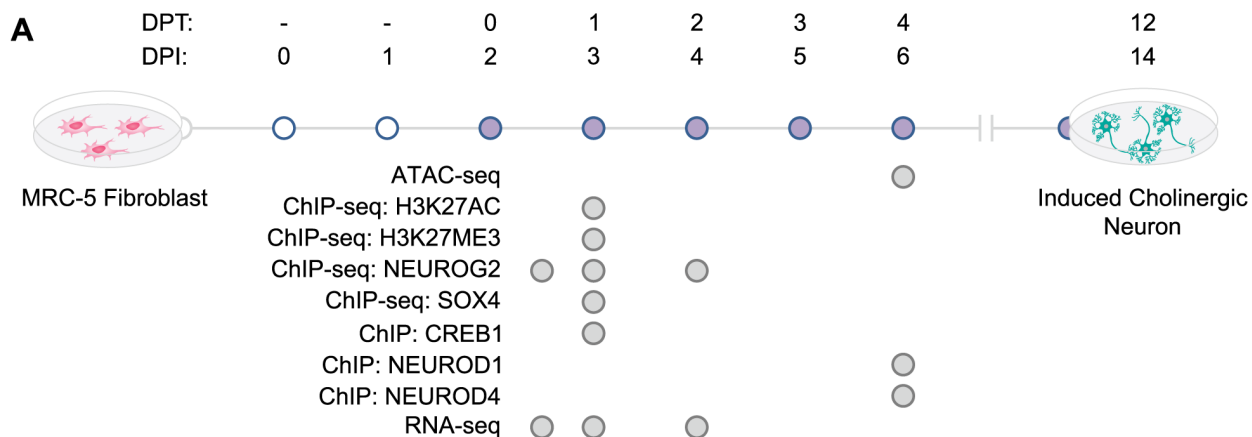 A
DPT: - - 0 1 2 3 4 12
DPI: 0 1 2 3 4 5 6 14
MRC-5 Fibroblast
Induced Cholinergic
Neuron
ATAC-seq
ChIP-seq: H3K27AC
ChIP-seq: H3K27ME3
ChIP-seq: NEUROG2
ChIP-seq: SOX4
ChIP: CREB1
ChIP: NEUROD1
ChIP: NEUROD4
RNA-seq